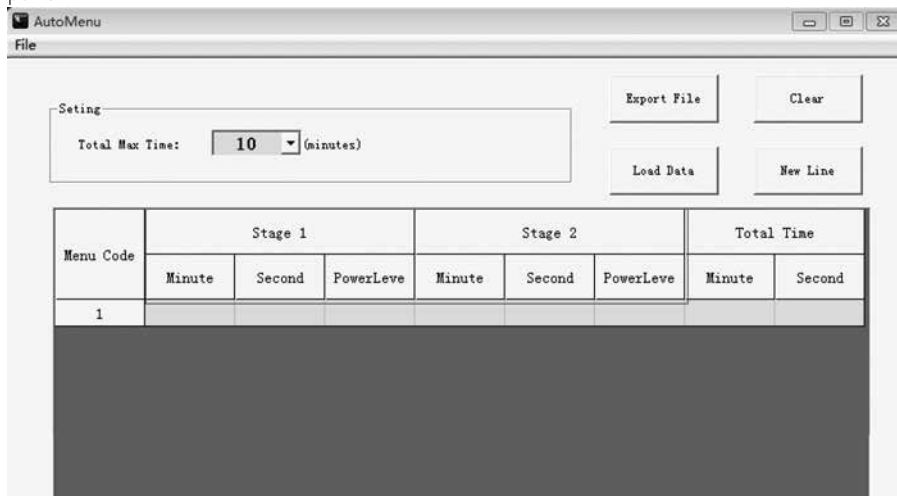 AutoMenu
File
Export File
Clear
Seting
Total Max Time:
10
(minutes)
Load Data
New Line
Menu Code
Stage 1
Stage 2
Total Time
Minute
Second
PowerLeve
Minute
Second
PowerLeve
Minute
Second
1